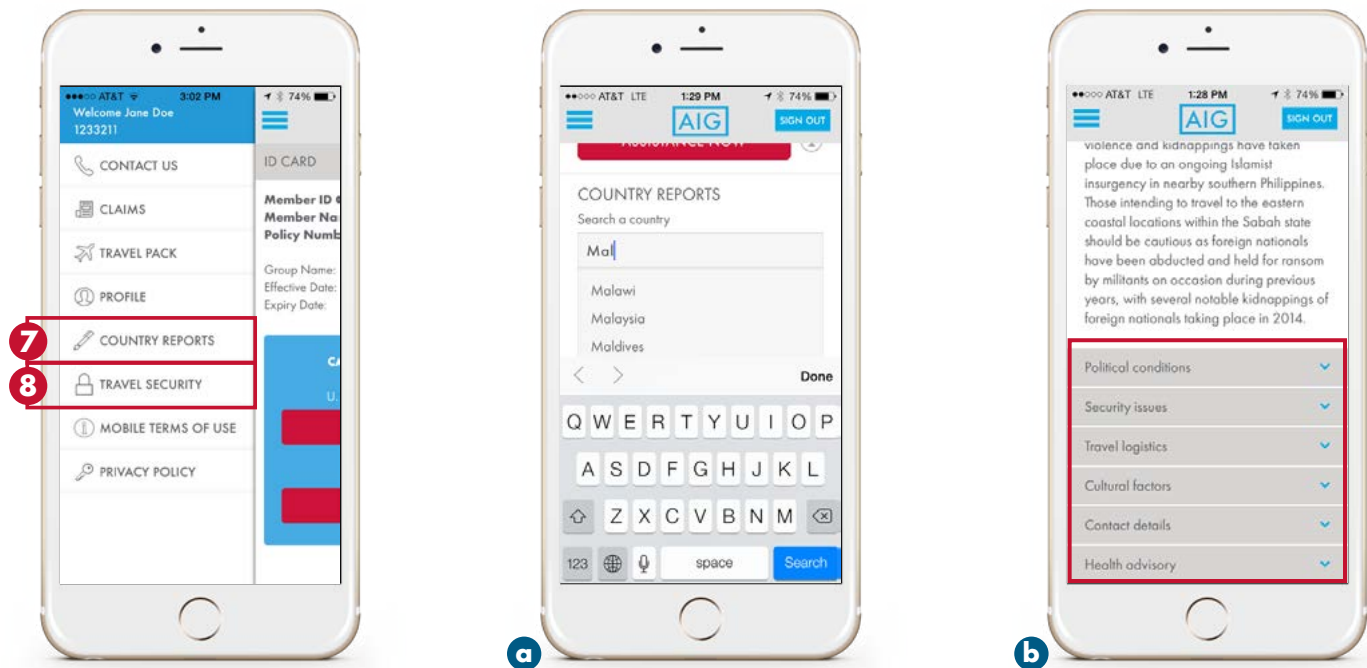 AT&T 3:02 PM 74%
Welcome Jane Doe
1233211
CONTACT US
CLAIMS
TRAVEL PACK
PROFILE
7 COUNTRY REPORTS
8 TRAVEL SECURITY
MOBILE TERMS OF USE
PRIVACY POLICY
ID CARD
Member ID
Member Na
Policy Numb
Group Name:
Effective Date:
Expiry Date:
CA
U.
AT&T LTE 1:29 PM 74%
AIG SIGN OUT
ASSISTANCE NOW
COUNTRY REPORTS
Search a country
Mal
Malawi
Malaysia
Maldives
Done
Q W E R T Y U I O P
A S D F G H J K L
Z X C V B N M
123 space Search
a
AT&T LTE 1:28 PM 74%
AIG SIGN OUT
violence and kidnappings have taken
place due to an ongoing Islamist
insurgency in nearby southern Philippines.
Those intending to travel to the eastern
coastal locations within the Sabah state
should be cautious as foreign nationals
have been abducted and held for ransom
by militants on occasion during previous
years, with several notable kidnappings of
foreign nationals taking place in 2014.
Political conditions
Security issues
Travel logistics
Cultural factors
Contact details
Health advisory
b